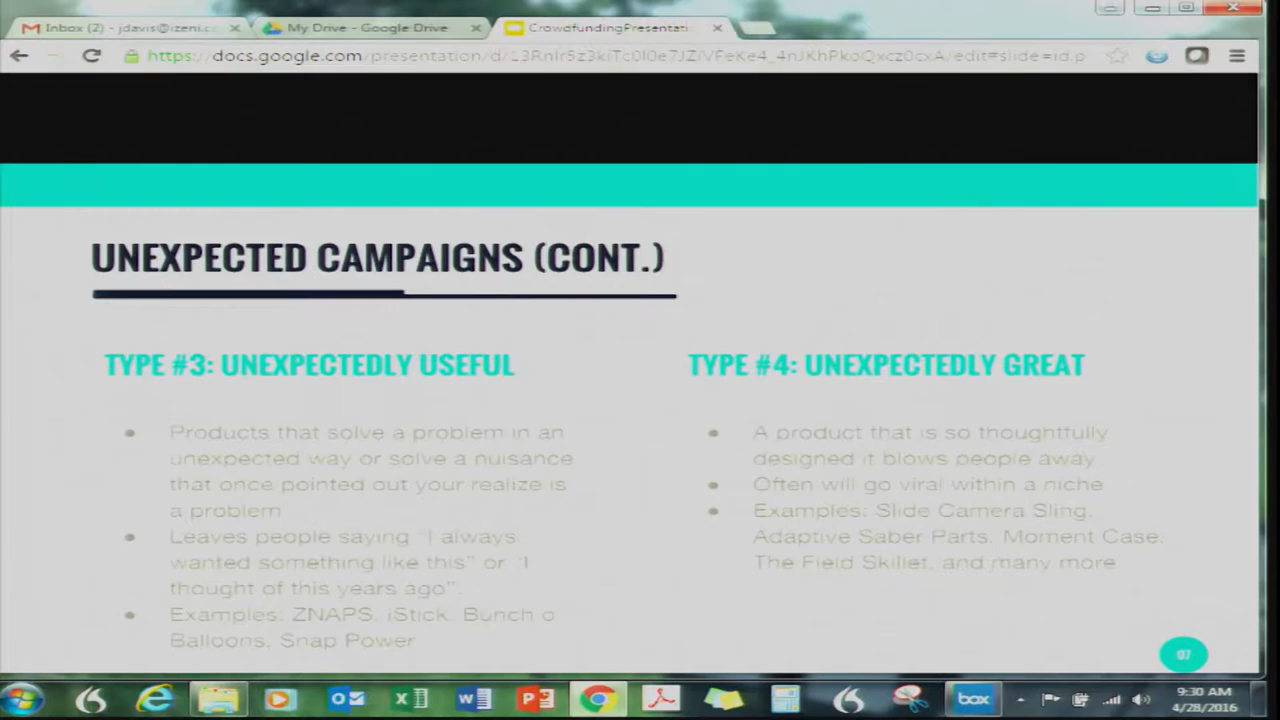 Inbox (2) - jdavis@izeni.c
My Drive - Google Drive
CrowdfundingPresentati
UNEXPECTED CAMPAIGNS (CONT.)
TYPE #3: UNEXPECTEDLY USEFUL
Products that solve a problem in an
unexpected way or solve a nuisance
that once pointed out your realize is
a problem
Leaves people saying "I always
wanted something like this" or "I
thought of this years ago".
Examples: ZNAPS, iStick, Bunch o
Balloons, Snap Power
TYPE #4: UNEXPECTEDLY GREAT
A product that is so thoughtfully
designed it blows people away
Often will go viral within a niche
Examples: Slide Camera Sling,
Adaptive Saber Parts, Moment Case,
The Field Skillet, and many more
07
box
9:30 AM
4/28/2016